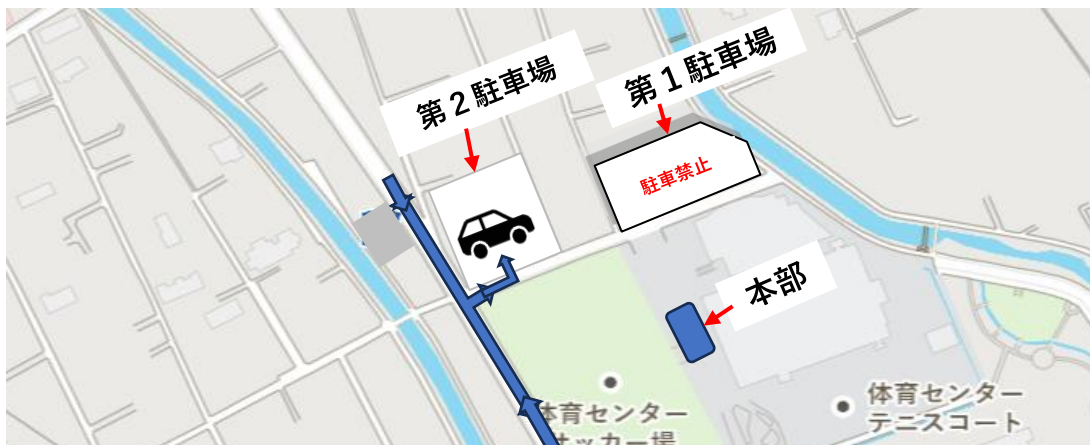 第２駐車場
第１駐車場
駐車禁止
本部
体育センター
サッカー場
体育センター
テニスコート